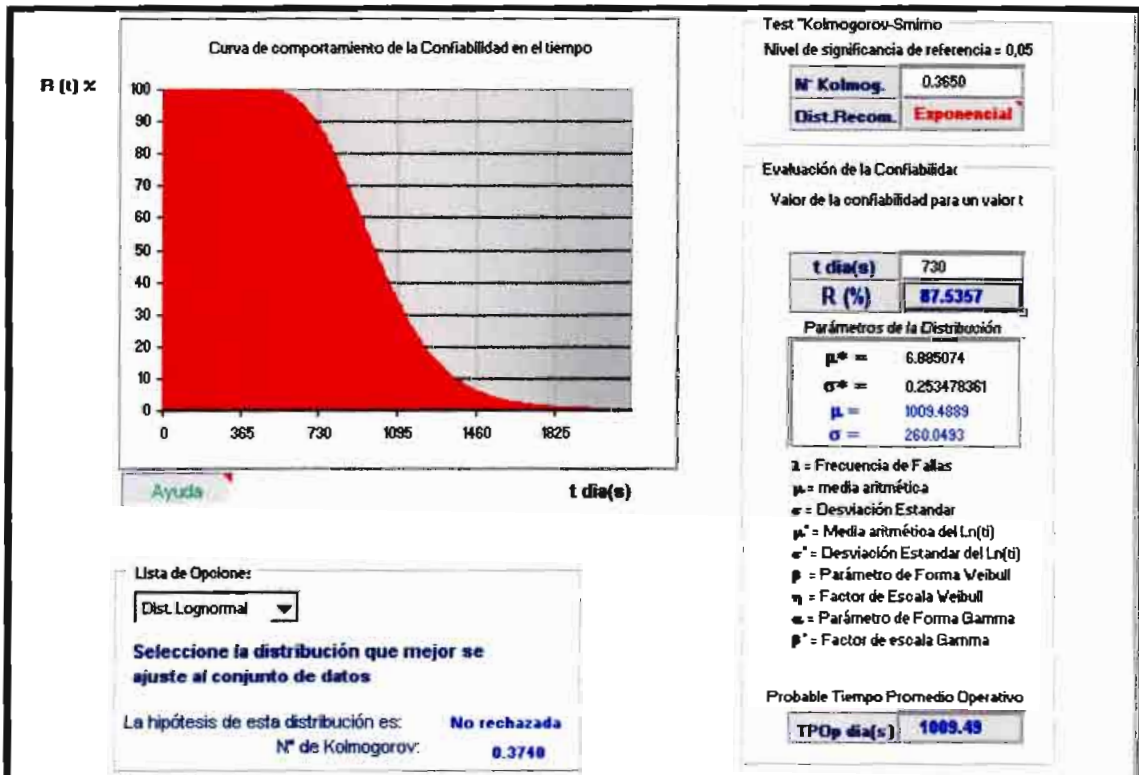 Curva de comportamiento de la Confiabilidad en el tiempo
R (t) %
100
90
80
70
60
50
40
30
20
10
0
0 365 730 1095 1460 1825
t dia(s)
Ayuda
Lista de Opciones
Dist. Lognormal
Seleccione la distribución que mejor se
ajuste al conjunto de datos
La hipótesis de esta distribución es: No rechazada
N° de Kolmogorov: 0.3740
Test "Kolmogorov-Smirno
Nivel de significancia de referencia = 0,05
N° Kolmog. 0.3650
Dist.Recom. Exponencial
Evaluación de la Confiabilidad
Valor de la confiabilidad para un valor t
t dia(s) 730
R (%) 87.5357
Parámetros de la Distribución
μ* = 6.885074
σ* = 0.253478361
μ = 1009.4889
σ = 260.0493
λ = Frecuencia de Fallas
μ = media aritmética
σ = Desviación Estandar
μ* = Media aritmética del Ln(ti)
σ* = Desviación Estandar del Ln(ti)
β = Parámetro de Forma Weibull
η = Factor de Escala Weibull
α = Parámetro de Forma Gamma
β* = Factor de escala Gamma
Probable Tiempo Promedio Operativo
TPOp dia(s) 1009.49